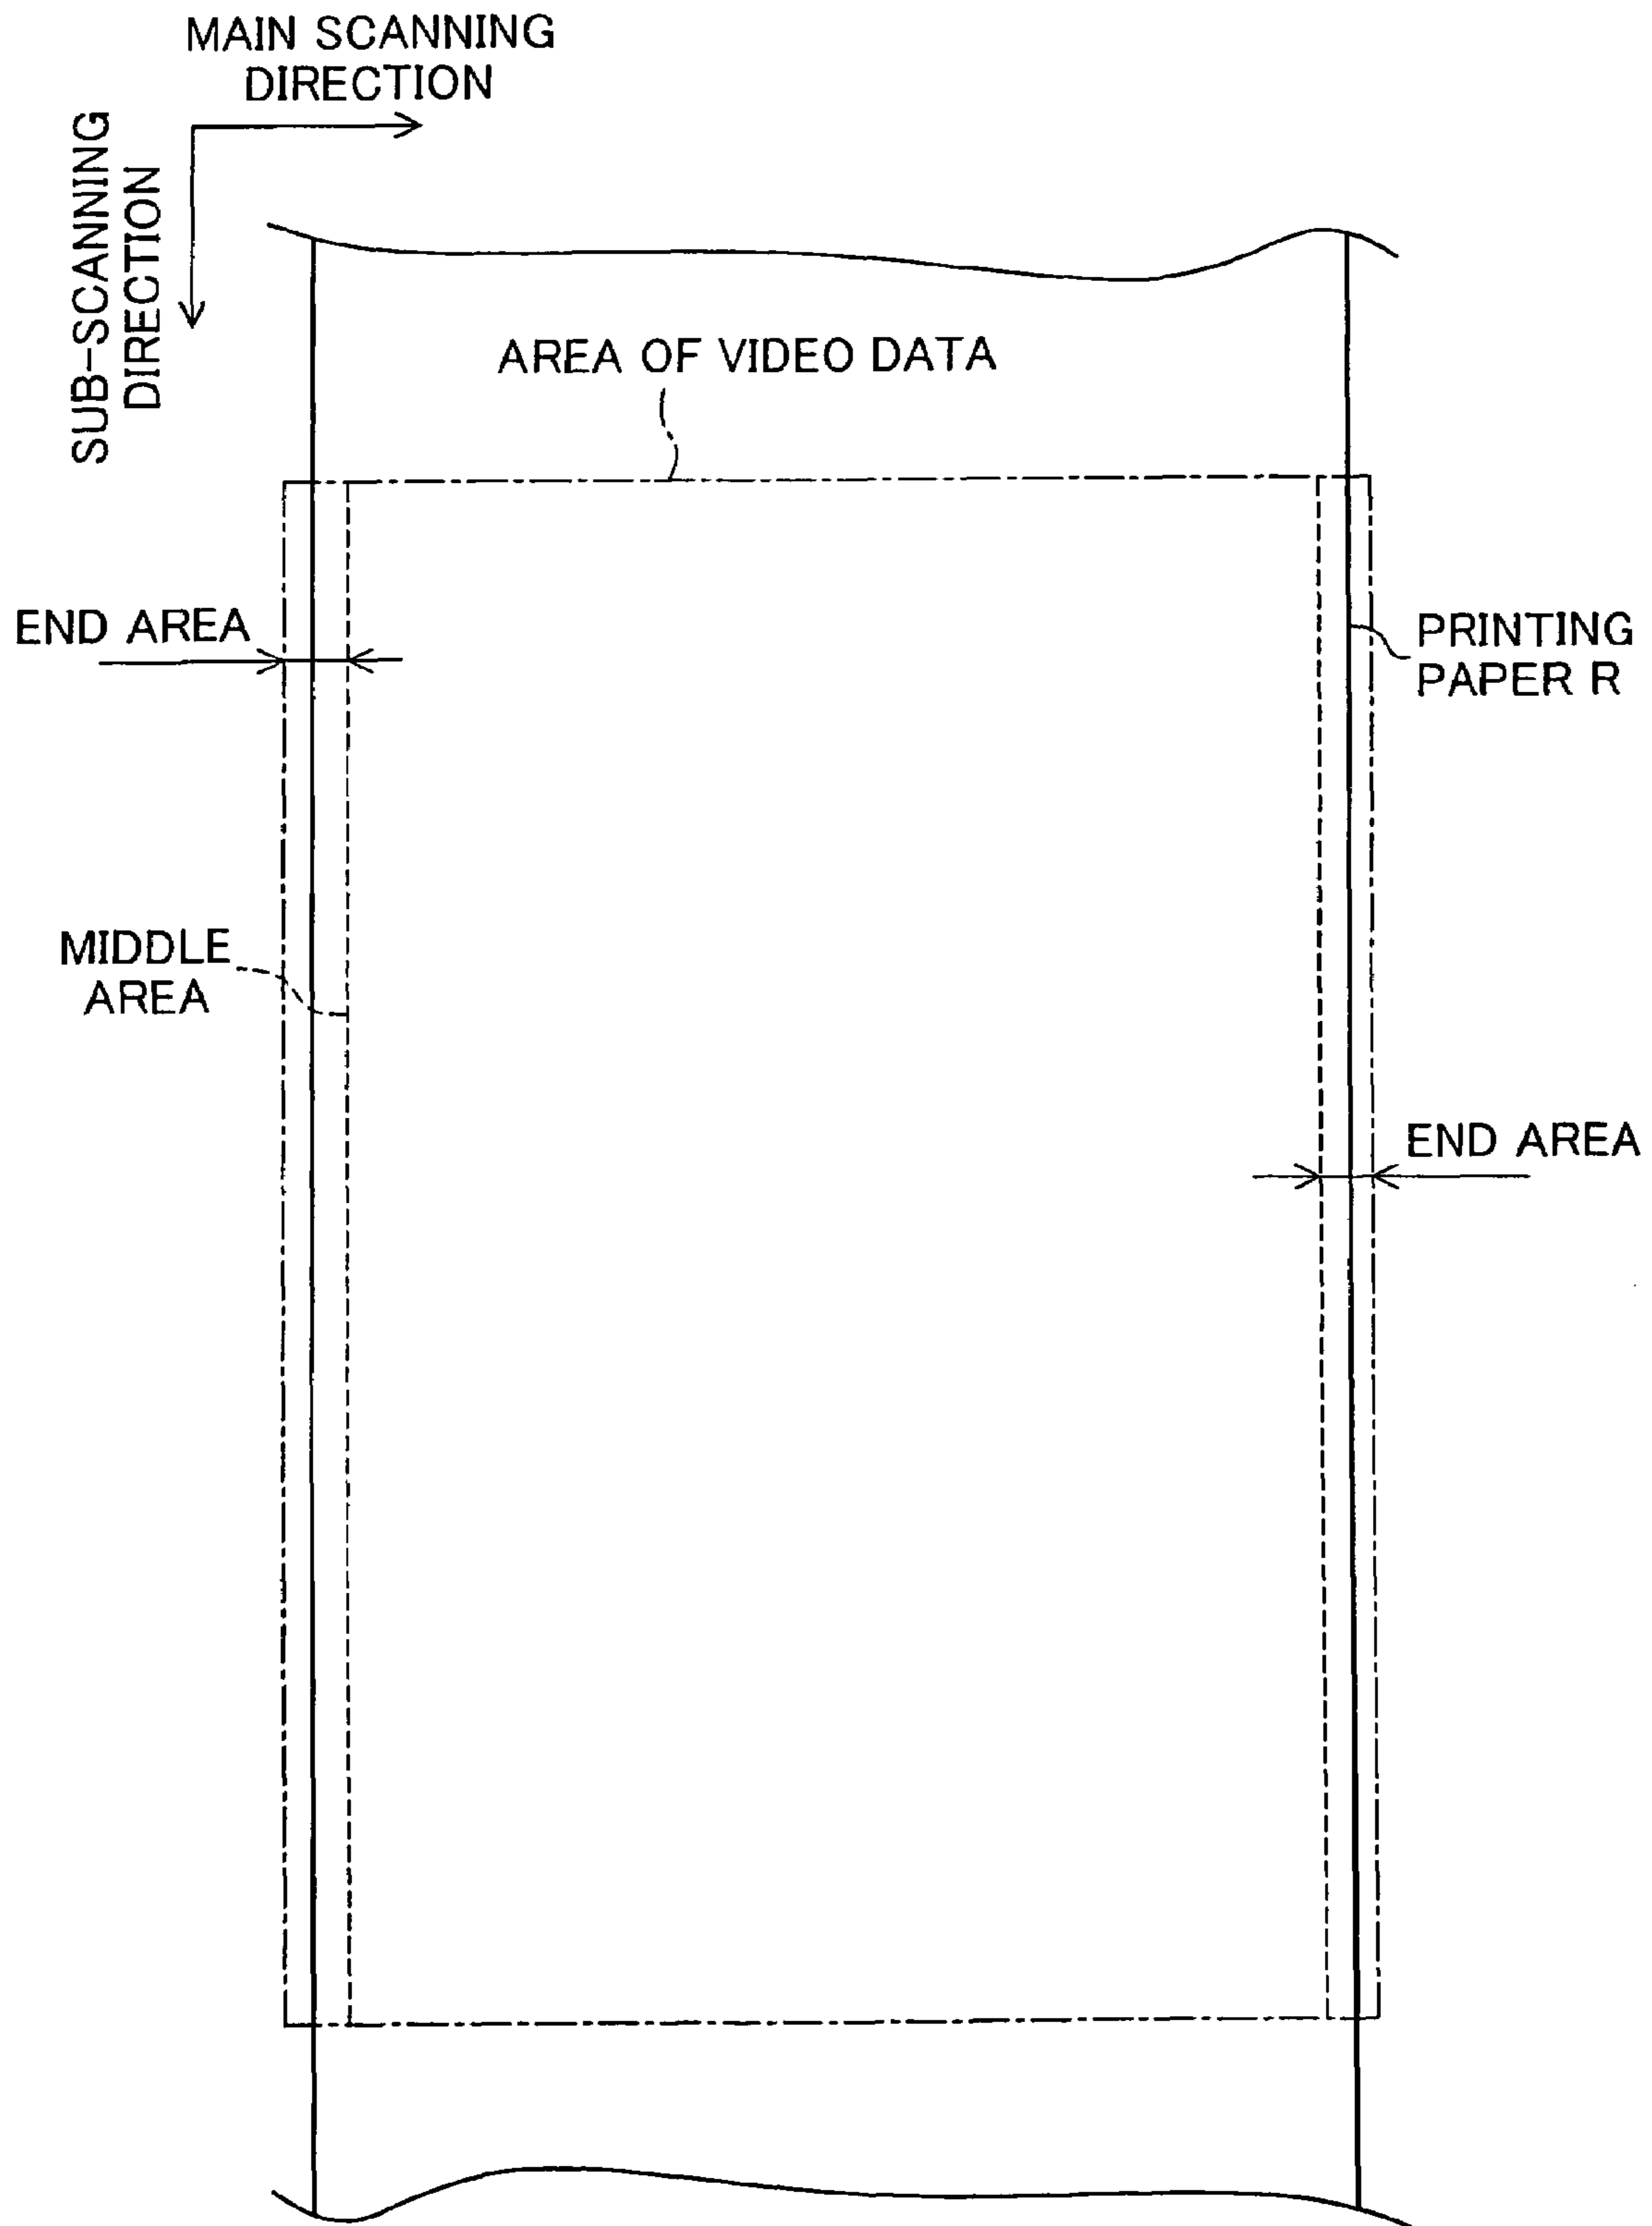 MAIN SCANNING
DIRECTION
SUB-SCANNING
DIRECTION
AREA OF VIDEO DATA
END AREA
PRINTING
PAPER R
MIDDLE
AREA
END AREA